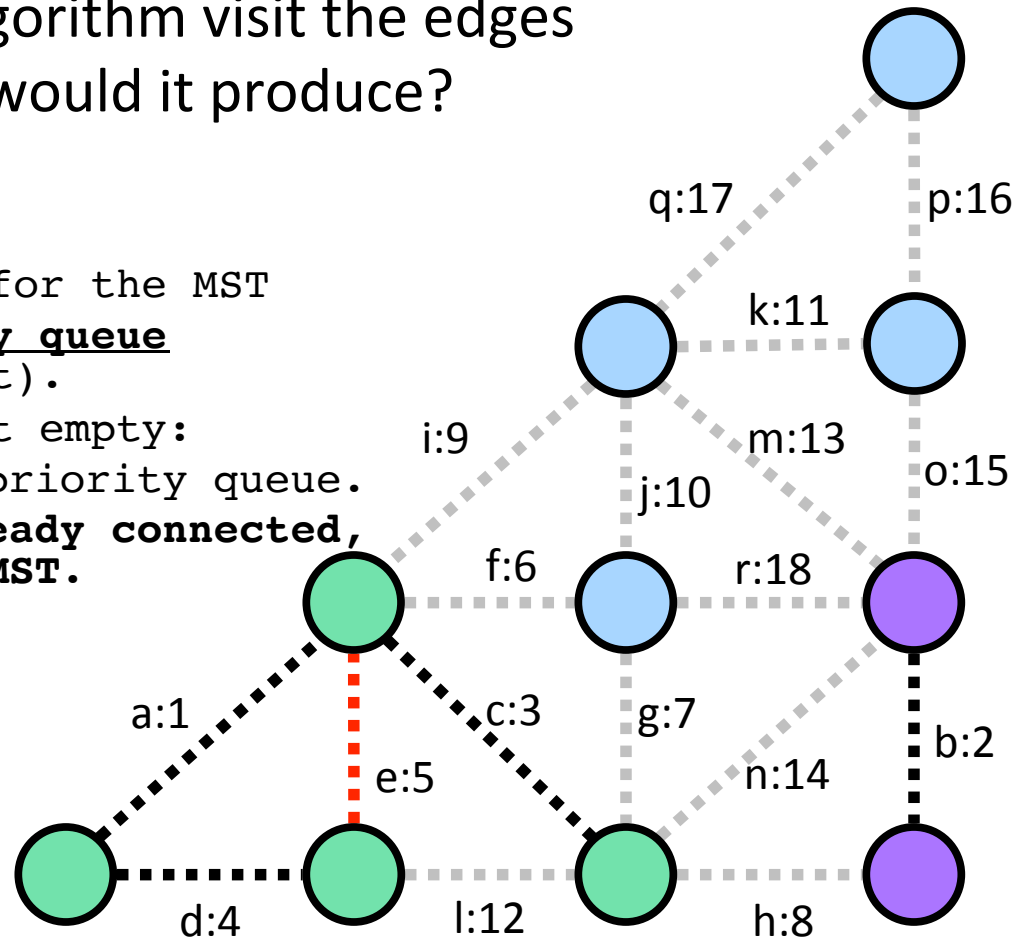 gorithm visit the edges
would it produce?
q:17
p:16
for the MST
y queue
t).
k:11
t empty:
i:9
m:13
priority queue.
o:15
j:10
eady connected,
MST.
f:6
r:18
a:1
c:3
g:7
b:2
e:5
n:14
d:4
l:12
h:8